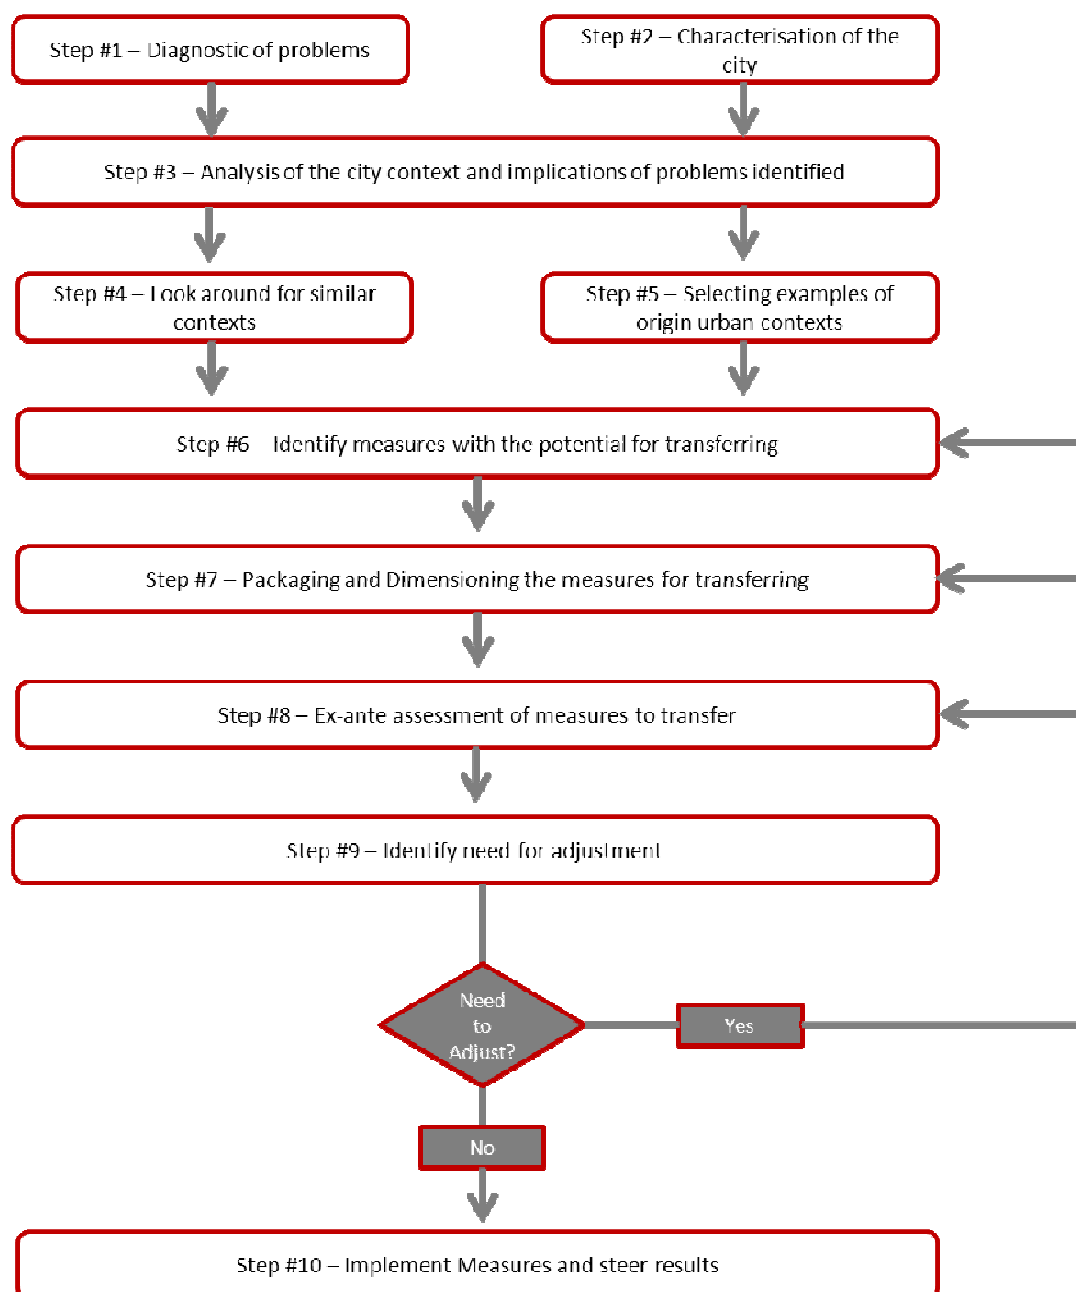 Step #1 – Diagnostic of problems
Step #2 – Characterisation of the
city
Step #3 – Analysis of the city context and implications of problems identified
Step #4 – Look around for similar
contexts
Step #5 – Selecting examples of
origin urban contexts
Step #6   Identify measures with the potential for transferring
Step #7 – Packaging and Dimensioning the measures for transferring
Step #8 – Ex-ante assessment of measures to transfer
Step #9 – Identify need for adjustment
Need
to
Adjust?
Yes
No
Step #10 – Implement Measures and steer results